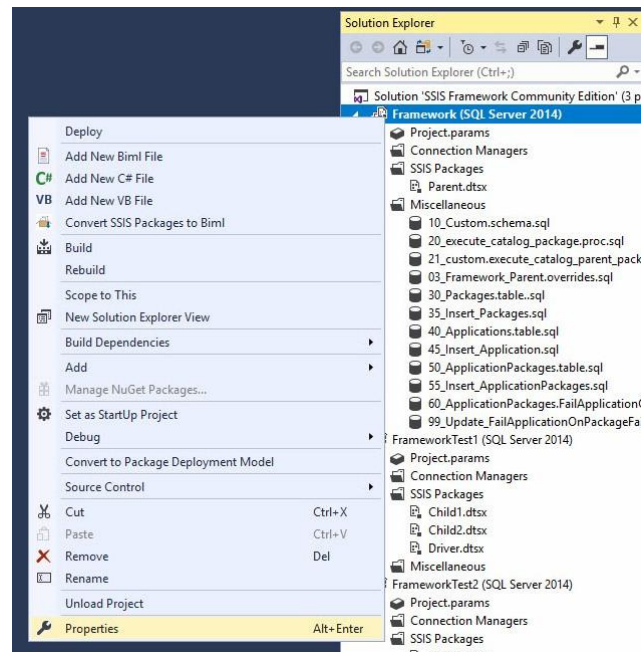 Solution Explorer
Search Solution Explorer (Ctrl+;)
Solution 'SSIS Framework Community Edition' (3 p
Framework (SQL Server 2014)
Project.params
Connection Managers
SSIS Packages
Parent.dtsx
Miscellaneous
10_Custom.schema.sql
20_execute_catalog_package.proc.sql
21_custom.execute_catalog_parent_pack
03_Framework_Parent.overrides.sql
30_Packages.table..sql
35_Insert_Packages.sql
40_Applications.table.sql
45_Insert_Application.sql
50_ApplicationPackages.table.sql
55_Insert_ApplicationPackages.sql
60_ApplicationPackages.FailApplicationO
99_Update_FailApplicationOnPackageFa
FrameworkTest1 (SQL Server 2014)
Project.params
Connection Managers
SSIS Packages
Child1.dtsx
Child2.dtsx
Driver.dtsx
Miscellaneous
FrameworkTest2 (SQL Server 2014)
Project.params
Connection Managers
SSIS Packages
Deploy
Add New Biml File
C# Add New C# File
VB Add New VB File
Convert SSIS Packages to Biml
Build
Rebuild
Scope to This
New Solution Explorer View
Build Dependencies
Add
Manage NuGet Packages...
Set as StartUp Project
Debug
Convert to Package Deployment Model
Source Control
Cut Ctrl+X
Paste Ctrl+V
Remove Del
Rename
Unload Project
Properties Alt+Enter